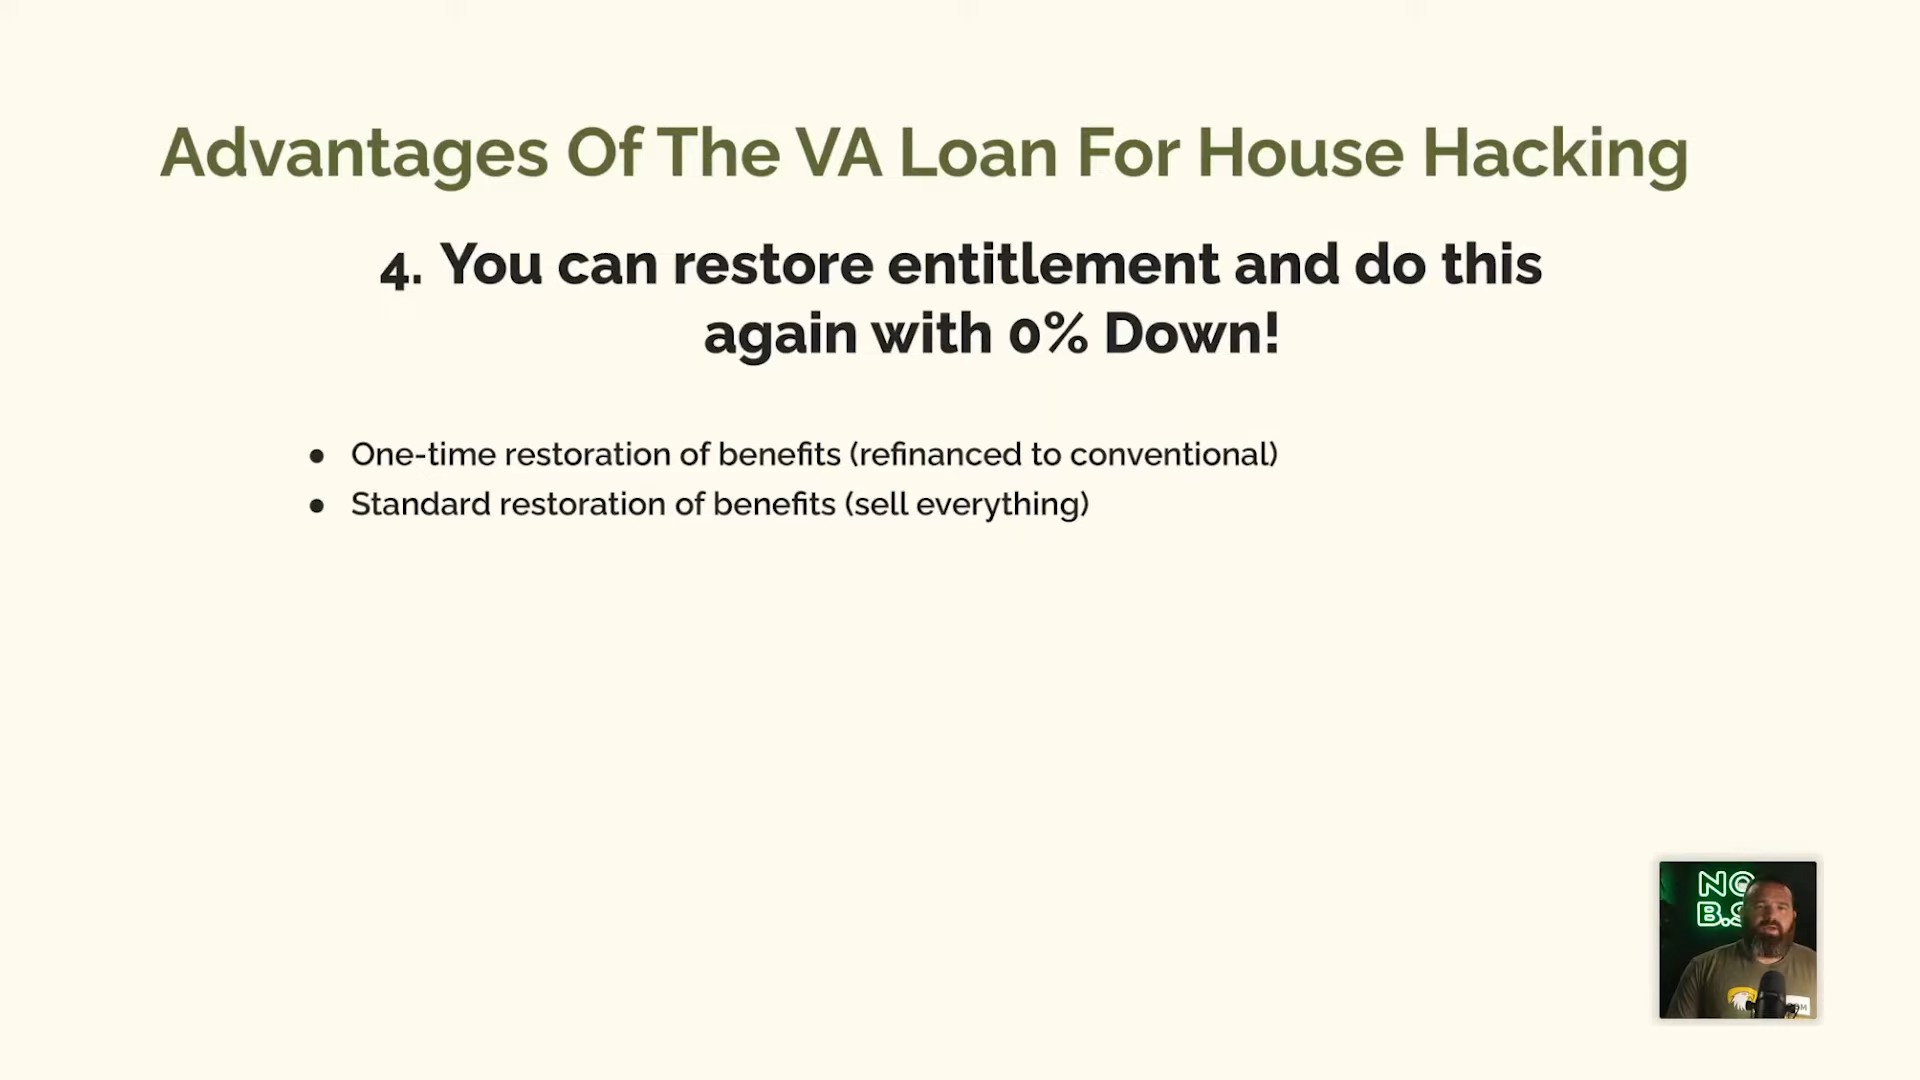 Advantages Of The VA Loan For House Hacking
4. You can restore entitlement and do this
again with 0% Down!
● One-time restoration of benefits (refinanced to conventional)
● Standard restoration of benefits (sell everything)
NO
B.S